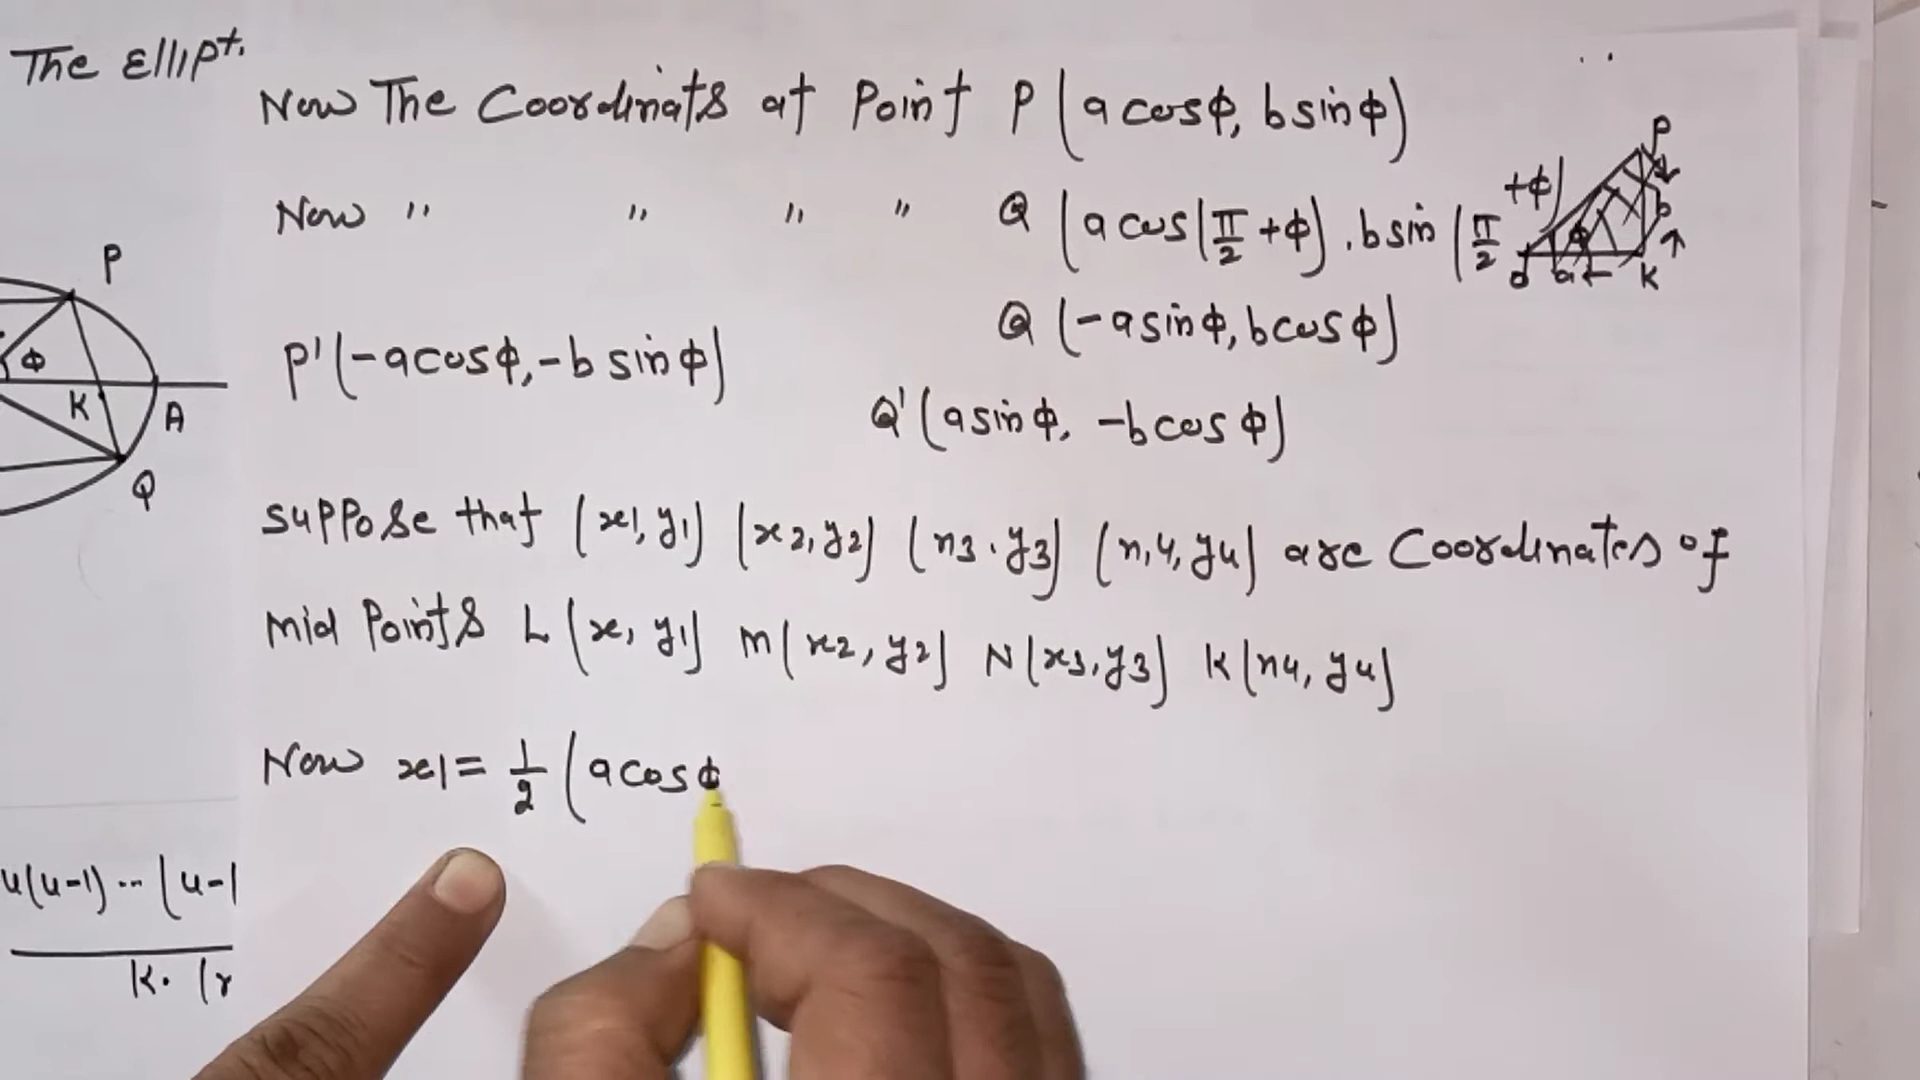 The Ellipt.
Now The Coordinats at Point P (a cosϕ, b sinϕ)
Now " " " " Q (a cos(π/2 +ϕ), b sin (π/2 +ϕ)
Q (-a sinϕ, b cosϕ)
P'(-a cosϕ, -b sinϕ)
Q'(a sinϕ, -b cosϕ)
Suppose that (x1, y1) (x2, y2) (x3, y3) (x,4, y4) are Coordinates of
mid Points L (x, y1) M (x2, y2) N (x3, y3) K (x4, y4)
Now x1 = 1/2 (a cosϕ
P
ϕ
K
A
Q
P
b
ϕ
a
K
u(u-1) ... (u-1
K. (r